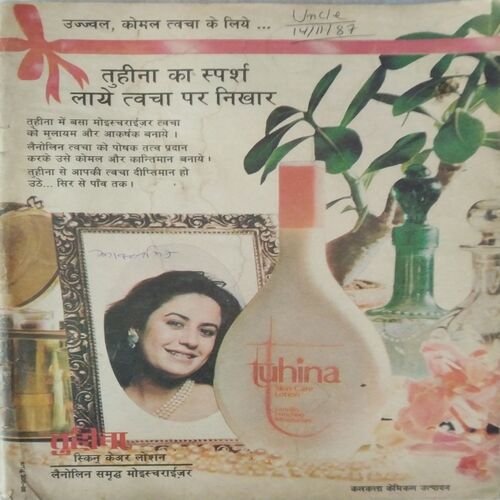 उज्ज्वल, कोमल त्वचा के लिये ...
Uncle
14/11/87
तुहीना का स्पर्श
लाये त्वचा पर निखार
तुहीना में बसा मोइस्चराईज़र त्वचा
को मुलायम और आकर्षक बनाये ।
लैनोलिन त्वचा को पोषक तत्व प्रदान
करके उसे कोमल और कान्तिमान बनाये ।
तुहीना से आपकी त्वचा दीप्तिमान हो
उठे... सिर से पाँव तक ।
tuhina
Skin Care
Lotion
तुहीना
स्किन केअर लोशन
लैनोलिन समृद्ध मोइस्चराईज़र
कलकत्ता केमिकल उत्पादन